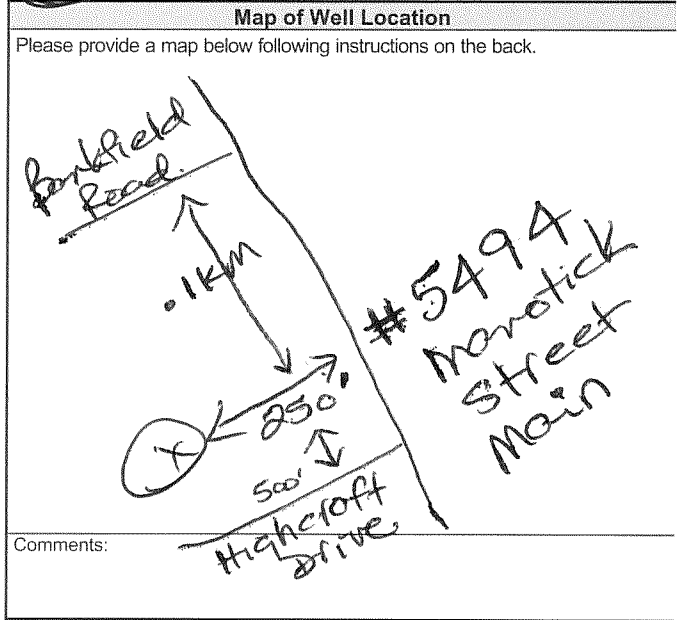 Map of Well Location
Please provide a map below following instructions on the back.
Bankfield
Road.
.1km
#5494
Manotick
Street
Main
250'
X
500'
Highcroft
Drive
Comments: